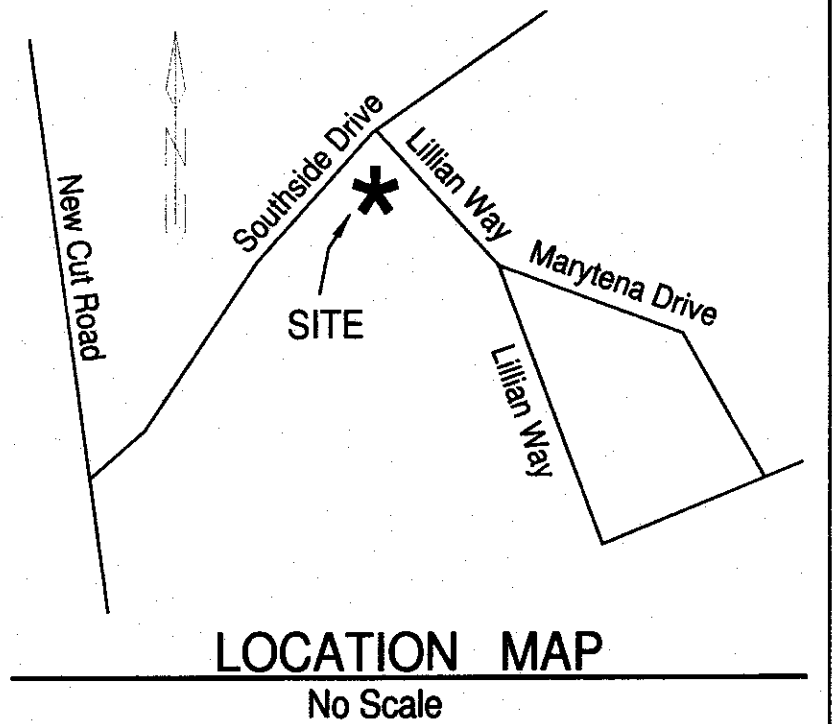 Southside Drive
Lillian Way
New Cut Road
Marytena Drive
SITE
Lillian Way
LOCATION MAP
No Scale
N